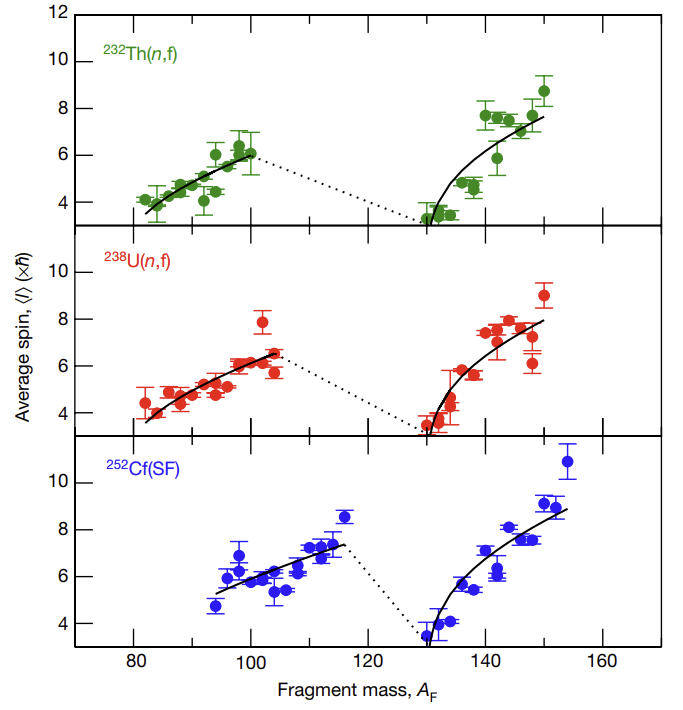 12
10
8
6
4
²³²Th(n,f)
10
8
6
4
²³⁸U(n,f)
Average spin, ⟨I⟩ (×ℏ)
10
8
6
4
²⁵²Cf(SF)
80 100 120 140 160
Fragment mass, A_F